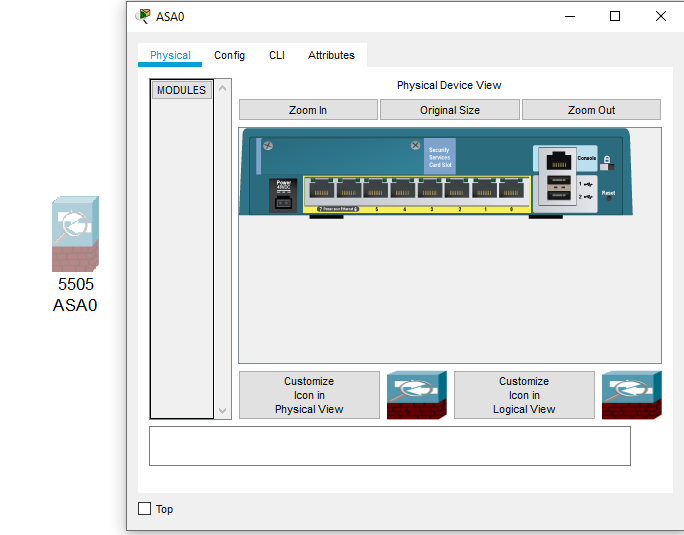 ASA0
Physical Config CLI Attributes
MODULES
Physical Device View
Zoom In Original Size Zoom Out
Security
Services
Card Slot
Console
Power
48VDC
1
2
Reset
7 Power over Ethernet 6 5 4 3 2 1 0
5505
ASA0
Customize
Icon in
Physical View
Customize
Icon in
Logical View
Top